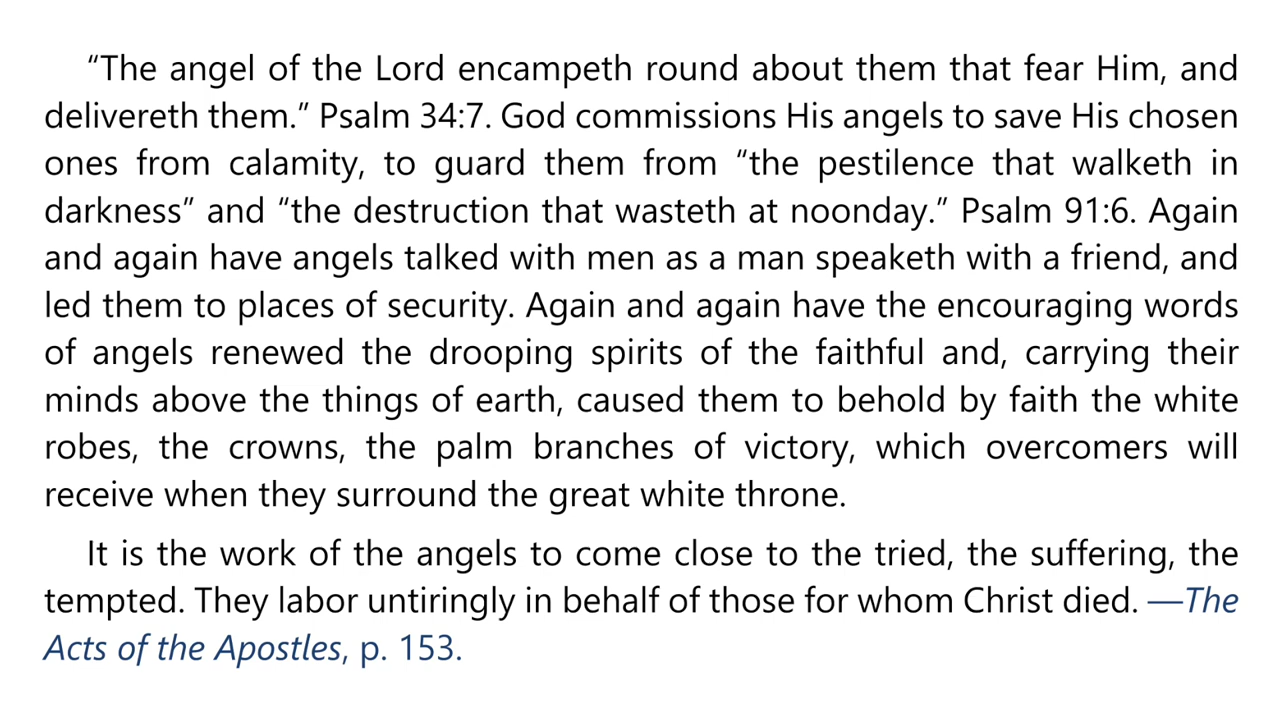 “The angel of the Lord encampeth round about them that fear Him, and
delivereth them.” Psalm 34:7. God commissions His angels to save His chosen
ones from calamity, to guard them from “the pestilence that walketh in
darkness” and “the destruction that wasteth at noonday.” Psalm 91:6. Again
and again have angels talked with men as a man speaketh with a friend, and
led them to places of security. Again and again have the encouraging words
of angels renewed the drooping spirits of the faithful and, carrying their
minds above the things of earth, caused them to behold by faith the white
robes, the crowns, the palm branches of victory, which overcomers will
receive when they surround the great white throne.
It is the work of the angels to come close to the tried, the suffering, the
tempted. They labor untiringly in behalf of those for whom Christ died. —The
Acts of the Apostles, p. 153.